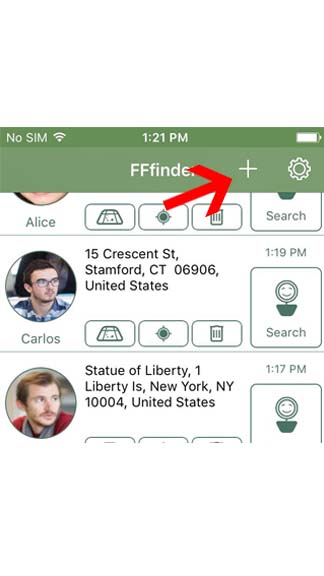 No SIM 1:21 PM
FFfinder
Alice
Search
15 Crescent St,
Stamford, CT 06906,
United States
1:19 PM
Carlos
Search
Statue of Liberty, 1
Liberty Is, New York, NY
10004, United States
1:17 PM